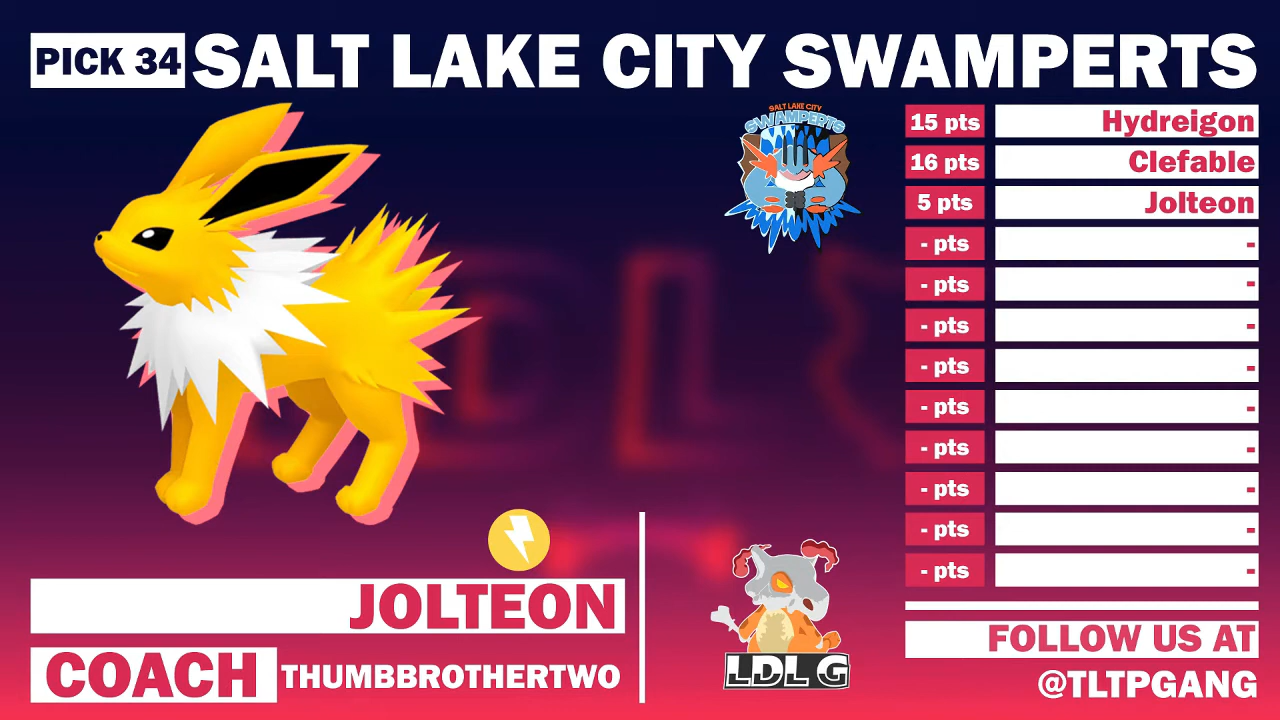 PICK 34 SALT LAKE CITY SWAMPERTS
SALT LAKE CITY
SWAMPERTS
15 pts Hydreigon
16 pts Clefable
5 pts Jolteon
- pts -
- pts -
- pts -
- pts -
- pts -
- pts -
- pts -
- pts -
- pts -
JOLTEON
COACH THUMBBROTHERTWO
LDLG
FOLLOW US AT
@TLTPGANG